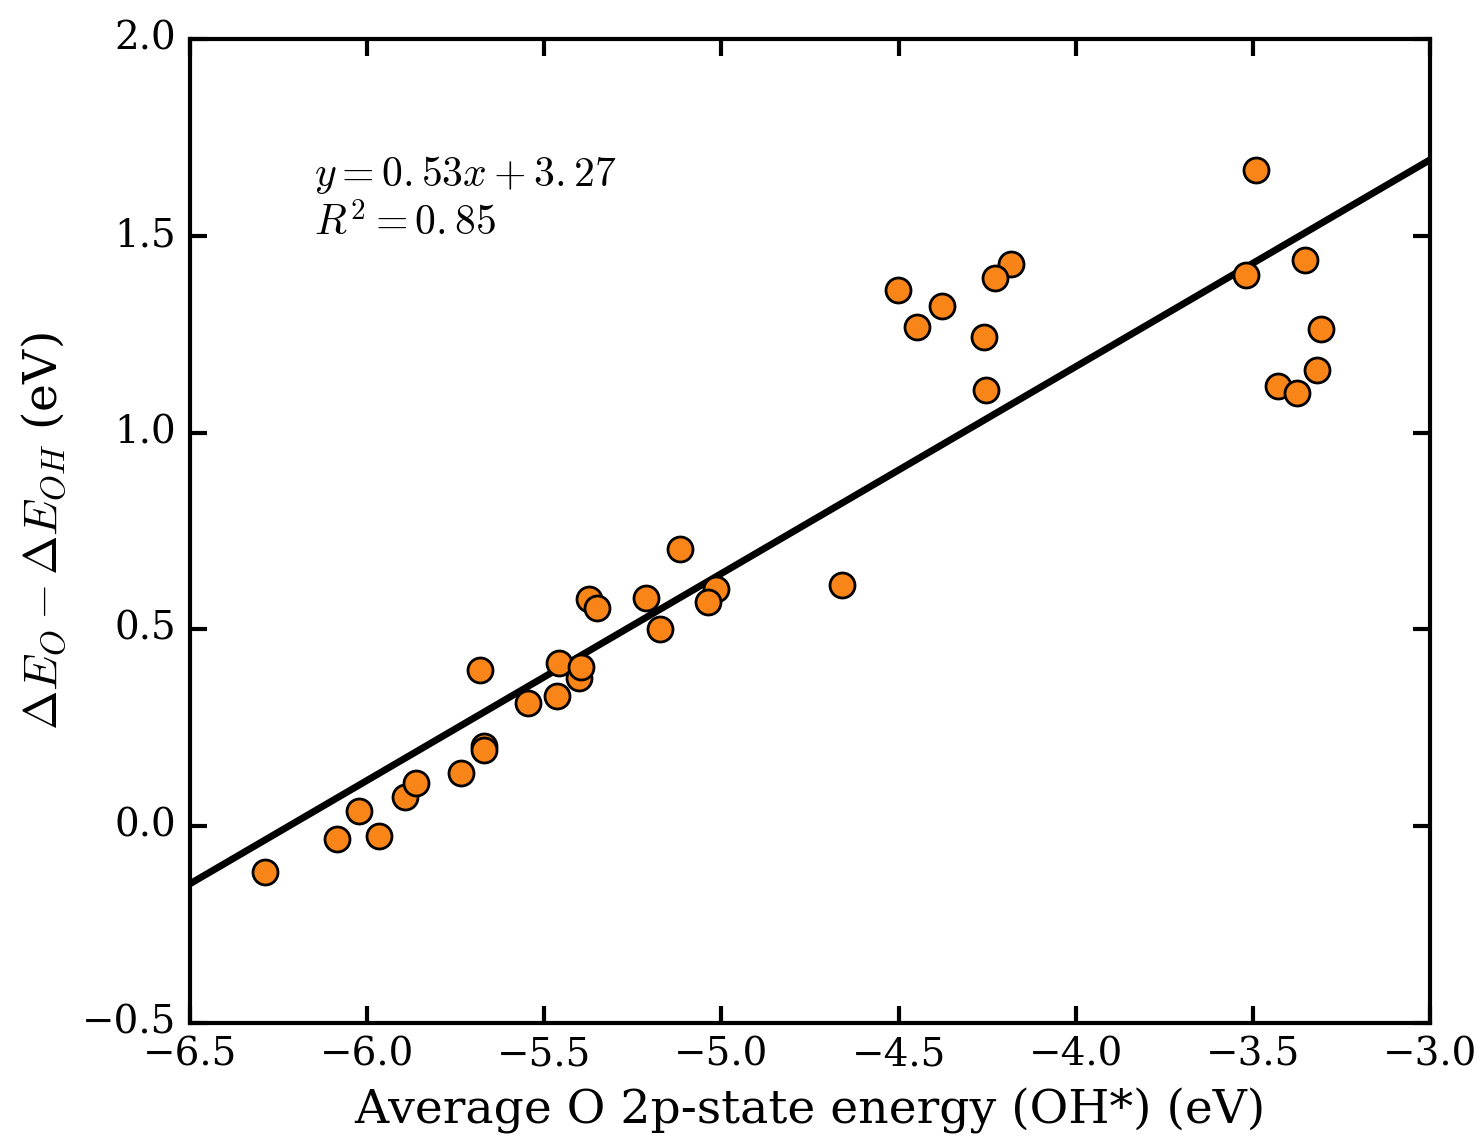 2.0
1.5
1.0
0.5
0.0
−0.5
−6.5 −6.0 −5.5 −5.0 −4.5 −4.0 −3.5 −3.0
y = 0.53x + 3.27
R² = 0.85
ΔE_O − ΔE_OH (eV)
Average O 2p-state energy (OH*) (eV)